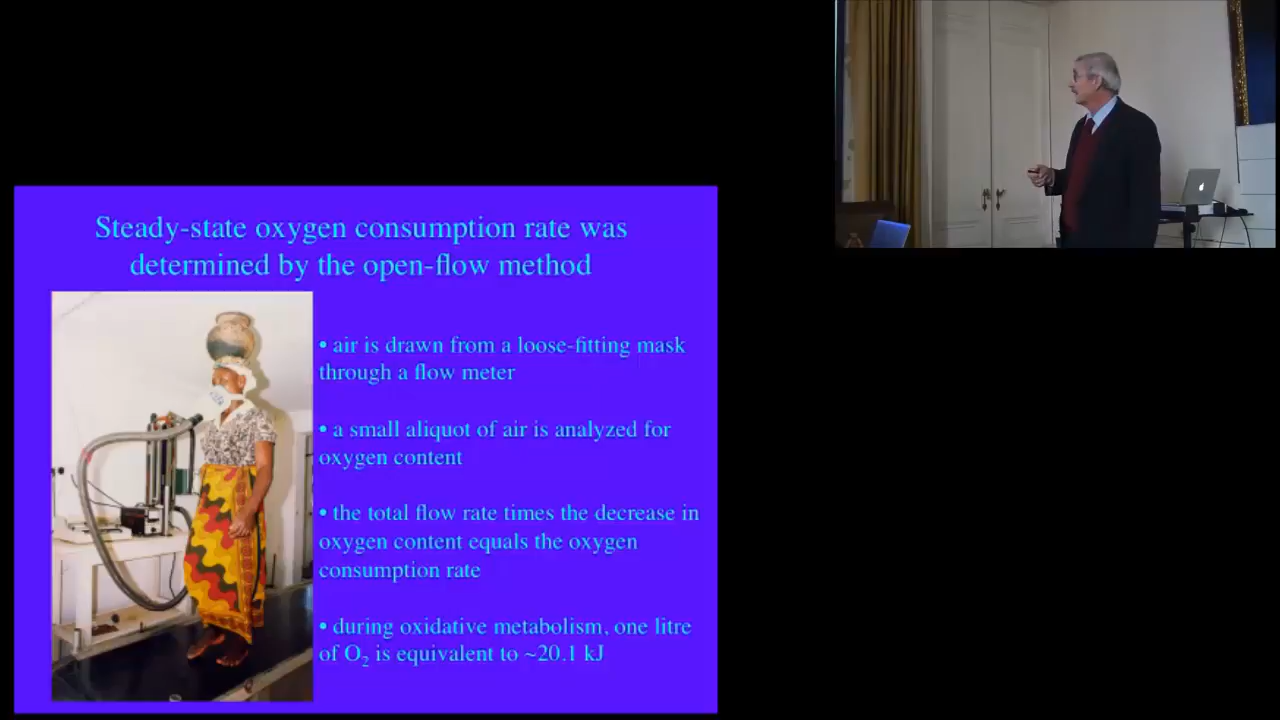 Steady-state oxygen consumption rate was
determined by the open-flow method
• air is drawn from a loose-fitting mask
through a flow meter
• a small aliquot of air is analyzed for
oxygen content
• the total flow rate times the decrease in
oxygen content equals the oxygen
consumption rate
• during oxidative metabolism, one litre
of O₂ is equivalent to ~20.1 kJ